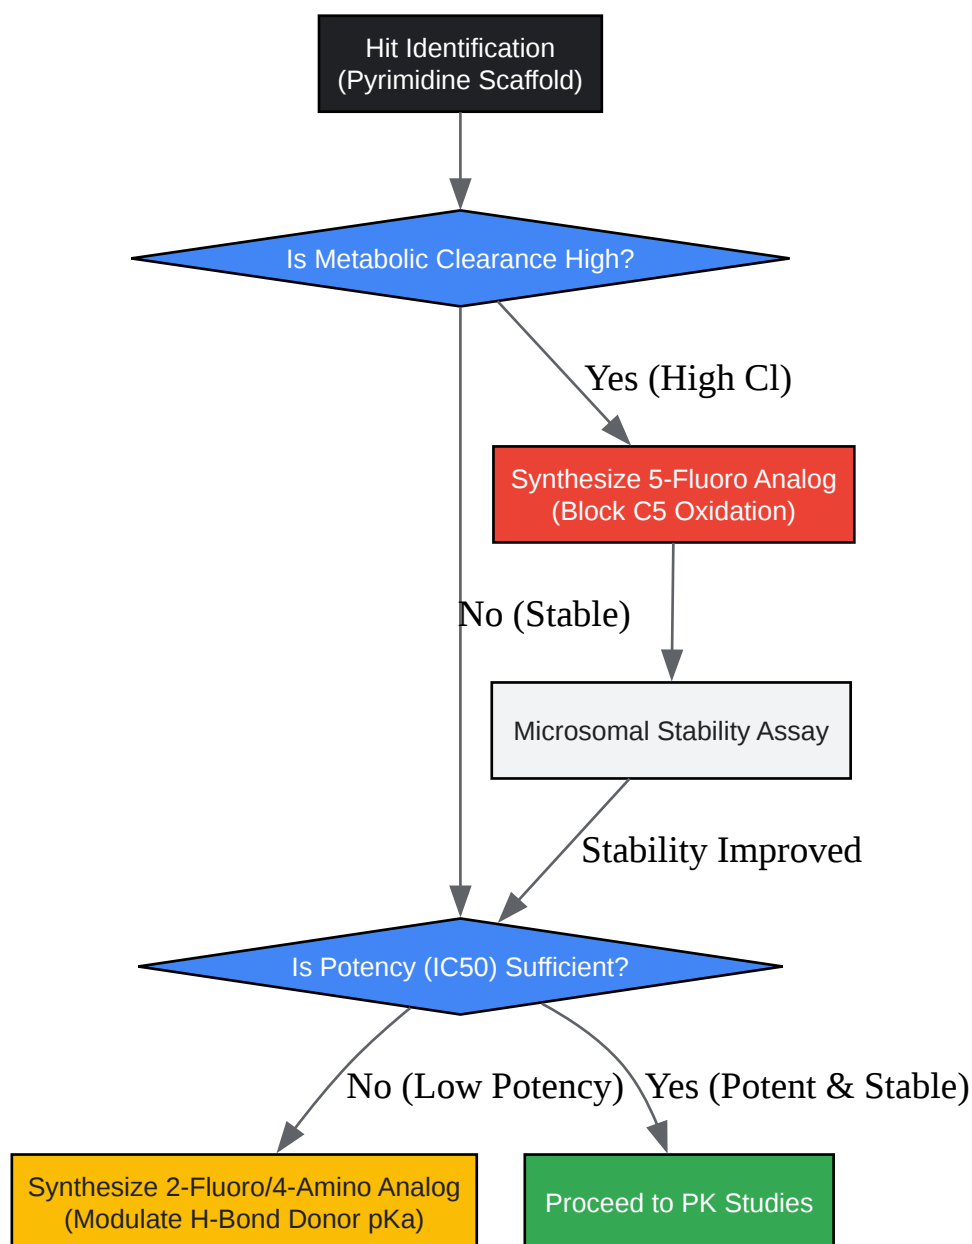 Hit Identification
(Pyrimidine Scaffold)
Is Metabolic Clearance High?
Yes (High Cl)
Synthesize 5-Fluoro Analog
(Block C5 Oxidation)
No (Stable)
Microsomal Stability Assay
Stability Improved
Is Potency (IC50) Sufficient?
No (Low Potency)
Yes (Potent & Stable)
Synthesize 2-Fluoro/4-Amino Analog
(Modulate H-Bond Donor pKa)
Proceed to PK Studies